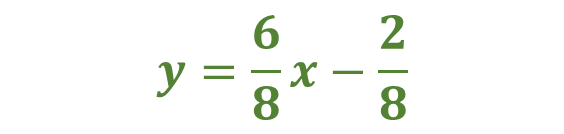 y = 6/8 x − 2/8